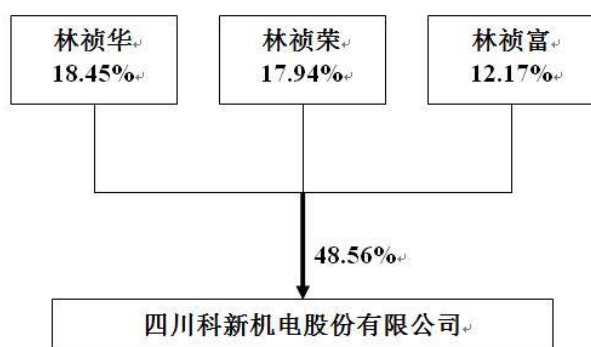 林祯华
18.45%
林祯荣
17.94%
林祯富
12.17%
48.56%
四川科新机电股份有限公司